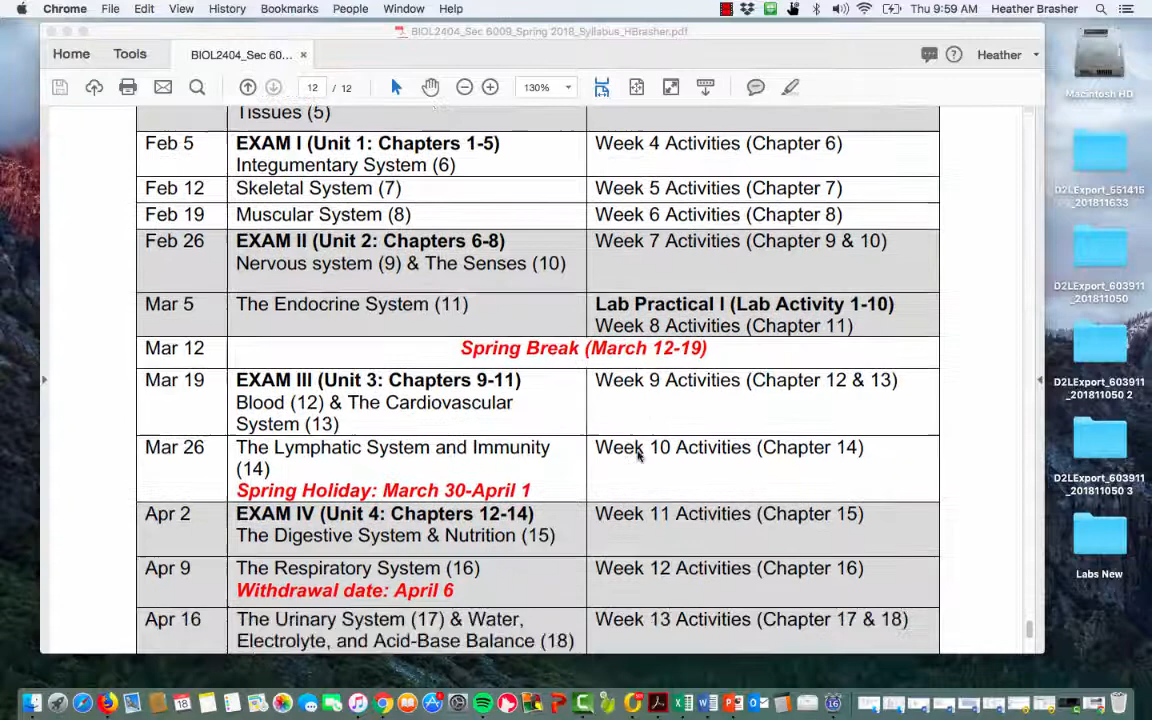 Chrome File Edit View History Bookmarks People Window Help Thu 9:59 AM Heather Brasher
BIOL2404_Sec 6009_Spring 2018_Syllabus_HBrasher.pdf
Home Tools BIOL2404_Sec 60... × Heather
12 / 12 130%
Tissues (5)
Feb 5 EXAM I (Unit 1: Chapters 1-5) Week 4 Activities (Chapter 6)
Integumentary System (6)
Feb 12 Skeletal System (7) Week 5 Activities (Chapter 7)
Feb 19 Muscular System (8) Week 6 Activities (Chapter 8)
Feb 26 EXAM II (Unit 2: Chapters 6-8) Week 7 Activities (Chapter 9 & 10)
Nervous system (9) & The Senses (10)
Mar 5 The Endocrine System (11) Lab Practical I (Lab Activity 1-10)
Week 8 Activities (Chapter 11)
Mar 12 Spring Break (March 12-19)
Mar 19 EXAM III (Unit 3: Chapters 9-11) Week 9 Activities (Chapter 12 & 13)
Blood (12) & The Cardiovascular
System (13)
Mar 26 The Lymphatic System and Immunity Week 10 Activities (Chapter 14)
(14)
Spring Holiday: March 30-April 1
Apr 2 EXAM IV (Unit 4: Chapters 12-14) Week 11 Activities (Chapter 15)
The Digestive System & Nutrition (15)
Apr 9 The Respiratory System (16) Week 12 Activities (Chapter 16)
Withdrawal date: April 6
Apr 16 The Urinary System (17) & Water, Week 13 Activities (Chapter 17 & 18)
Electrolyte, and Acid-Base Balance (18)
Macintosh HD
D2LExport_551415
_201811633
D2LExport_603911
_201811050
D2LExport_603911
_201811050 2
D2LExport_603911
_201811050 3
Labs New